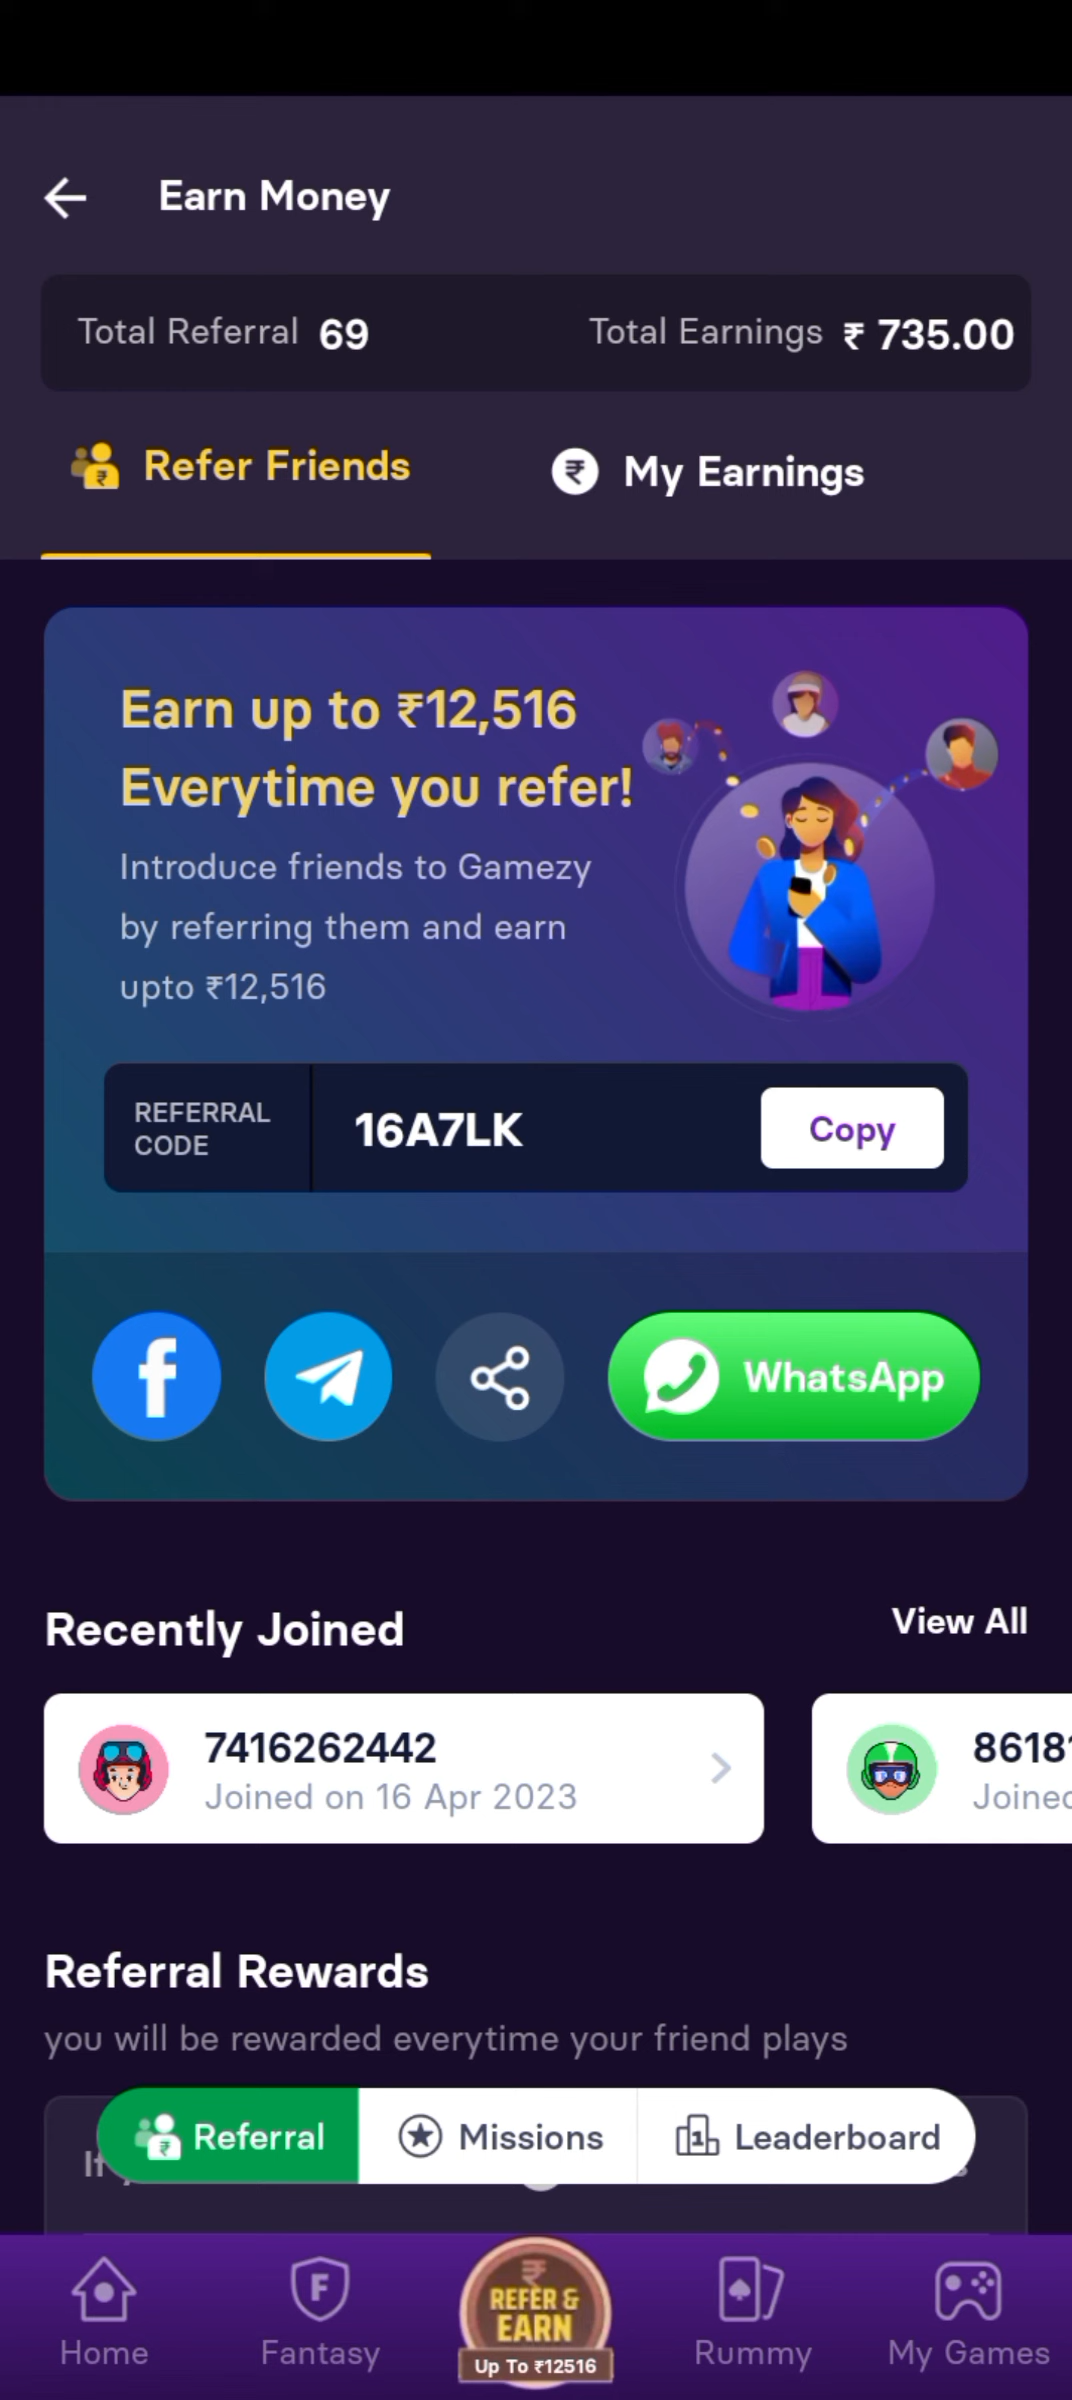 Earn Money
Total Referral 69 Total Earnings ₹ 735.00
Refer Friends My Earnings
Earn up to ₹12,516
Everytime you refer!
Introduce friends to Gamezy
by referring them and earn
upto ₹12,516
REFERRAL
CODE
16A7LK
Copy
WhatsApp
Recently Joined
View All
7416262442
Joined on 16 Apr 2023
8618
Joined
Referral Rewards
you will be rewarded everytime your friend plays
Referral Missions Leaderboard
REFER &
EARN
Up To ₹12516
Home Fantasy Rummy My Games